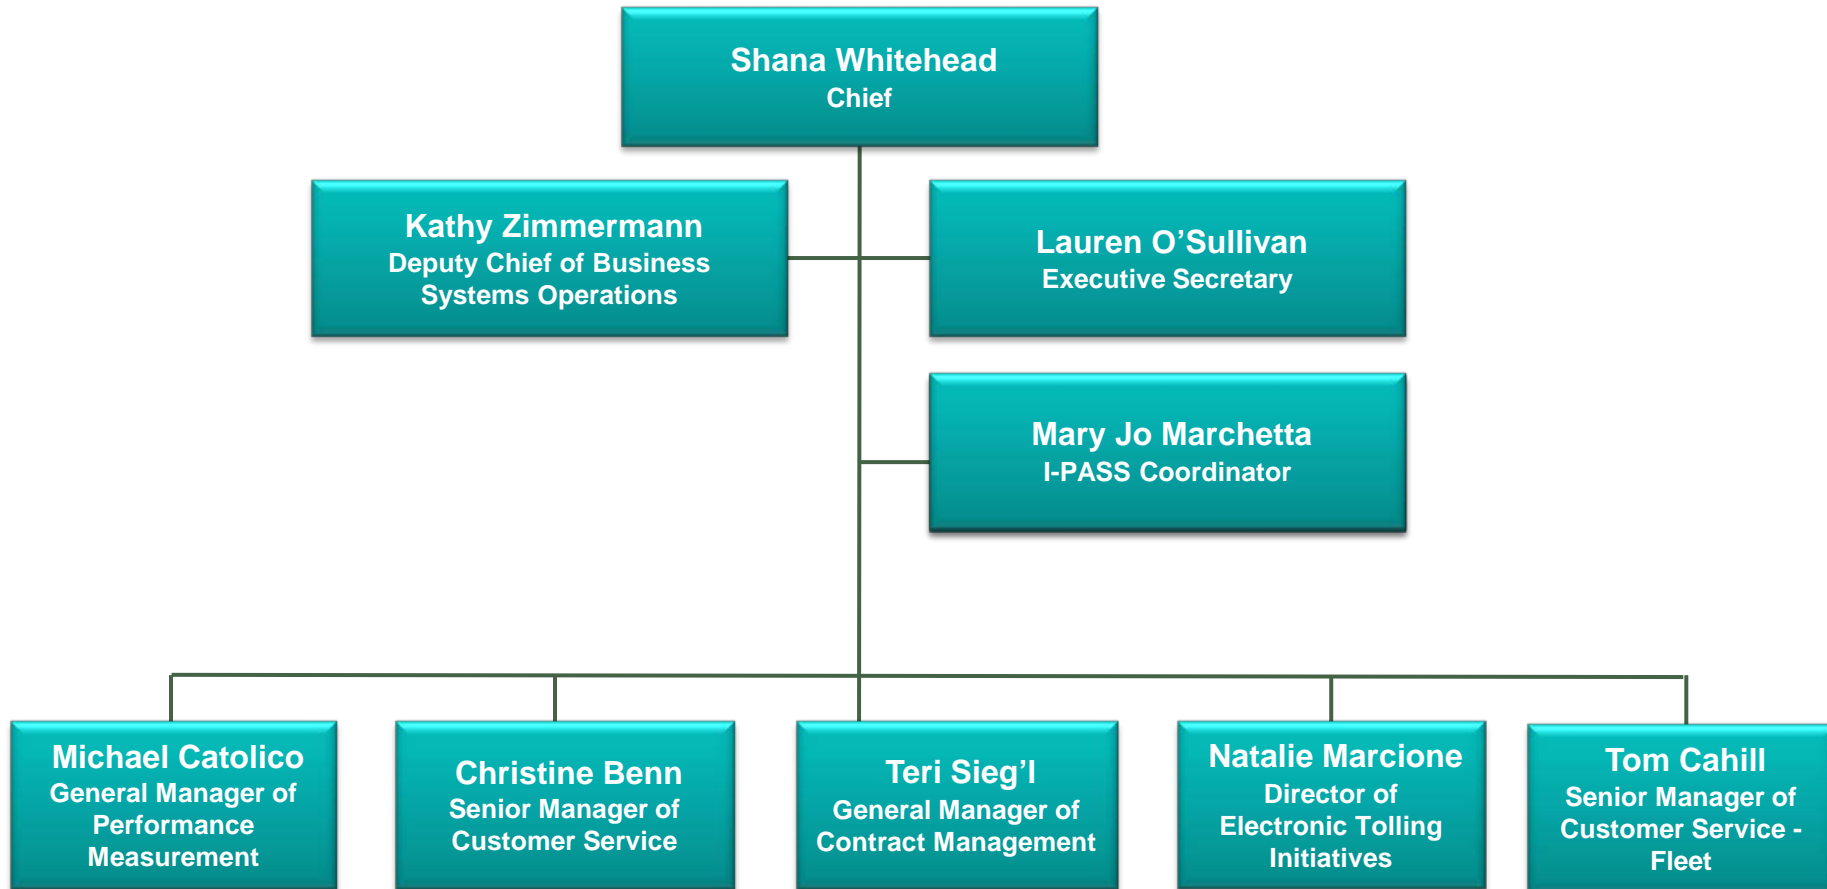 Shana Whitehead
Chief
Kathy Zimmermann
Deputy Chief of Business
Systems Operations
Lauren O’Sullivan
Executive Secretary
Mary Jo Marchetta
I-PASS Coordinator
Michael Catolico
General Manager of
Performance
Measurement
Christine Benn
Senior Manager of
Customer Service
Teri Sieg’l
General Manager of
Contract Management
Natalie Marcione
Director of
Electronic Tolling
Initiatives
Tom Cahill
Senior Manager of
Customer Service -
Fleet